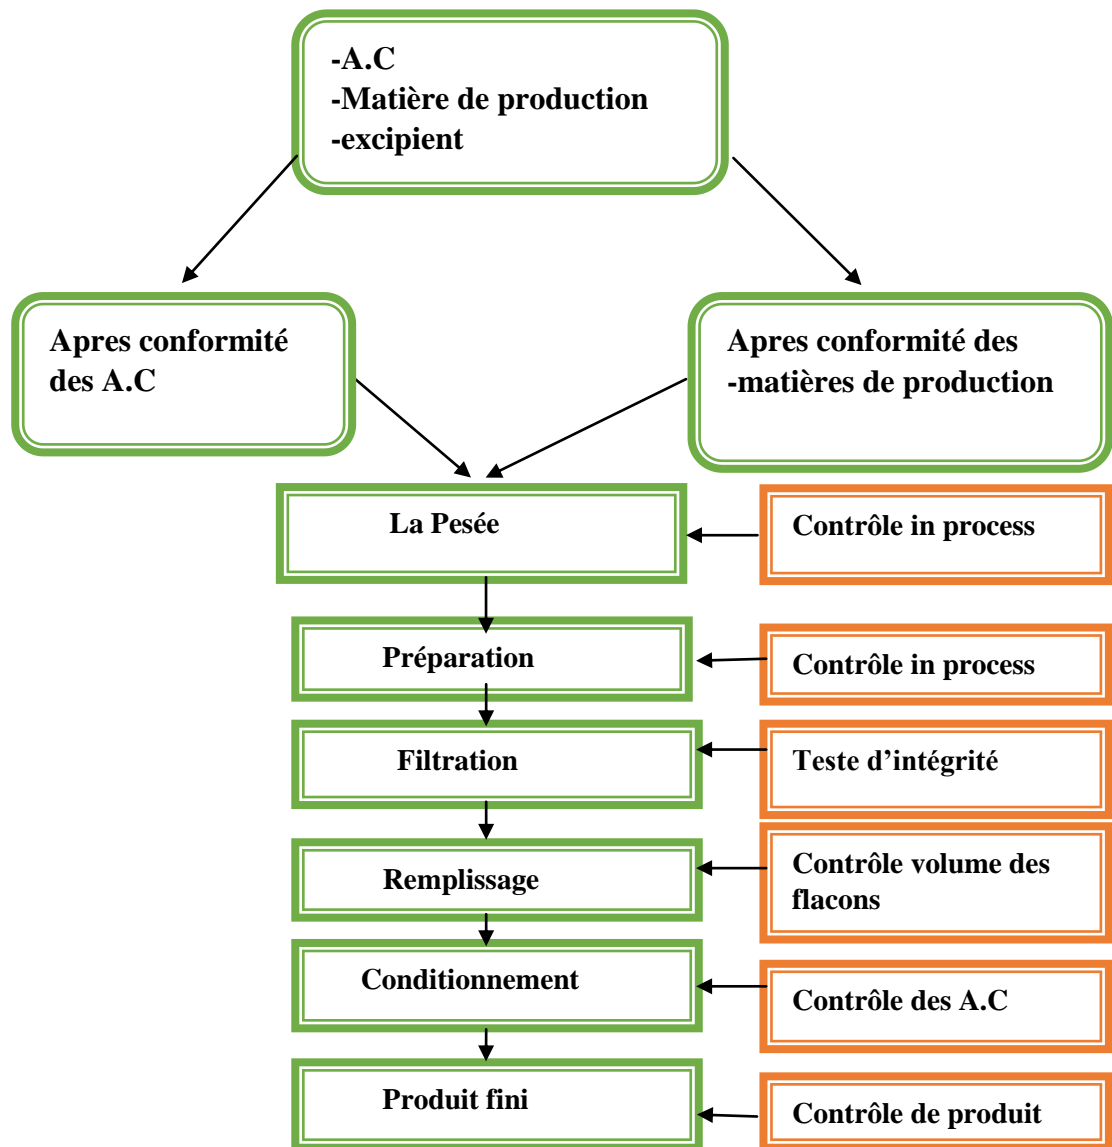 -A.C
-Matière de production
-excipient
Apres conformité
des A.C
Apres conformité des
-matières de production
La Pesée
Contrôle in process
Préparation
Contrôle in process
Filtration
Teste d’intégrité
Remplissage
Contrôle volume des
flacons
Conditionnement
Contrôle des A.C
Produit fini
Contrôle de produit